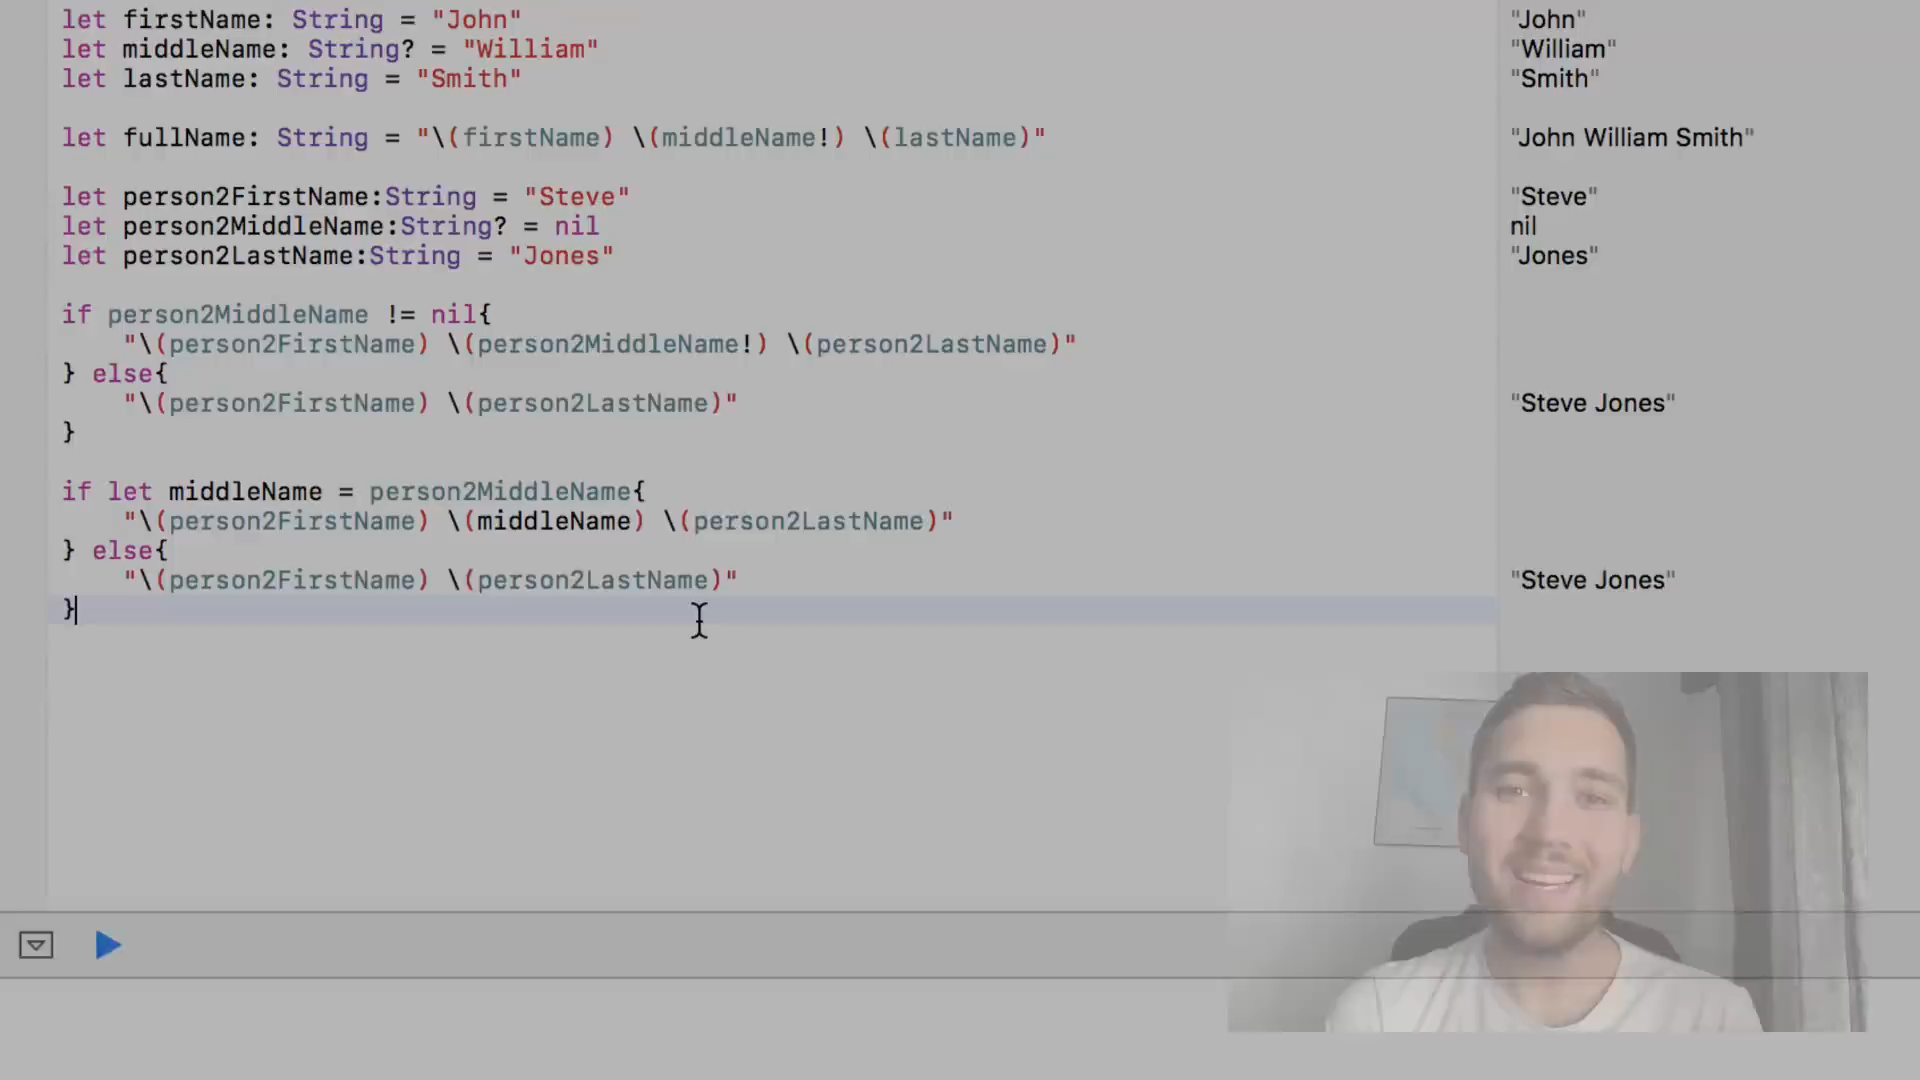 let firstName: String = "John" "John"
let middleName: String? = "William" "William"
let lastName: String = "Smith" "Smith"
let fullName: String = "\(firstName) \(middleName!) \(lastName)" "John William Smith"
let person2FirstName:String = "Steve" "Steve"
let person2MiddleName:String? = nil nil
let person2LastName:String = "Jones" "Jones"
if person2MiddleName != nil{
"\(person2FirstName) \(person2MiddleName!) \(person2LastName)"
} else{
"\(person2FirstName) \(person2LastName)" "Steve Jones"
}
if let middleName = person2MiddleName{
"\(person2FirstName) \(middleName) \(person2LastName)"
} else{
"\(person2FirstName) \(person2LastName)" "Steve Jones"
}